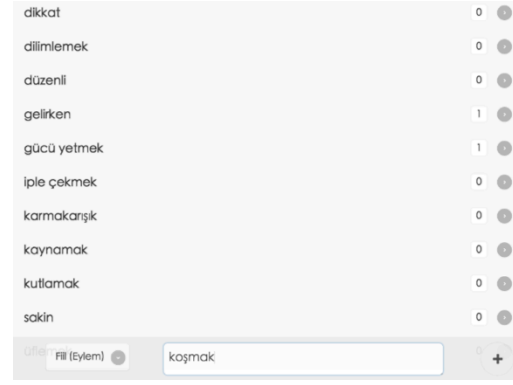 dikkat 0
dilimlemek 0
düzenli 0
gelirken 1
gücü yetmek 1
iple çekmek 0
karmakarışık 0
kaynamak 0
kutlamak 0
sakin 0
Fiil (Eylem) koşmak +